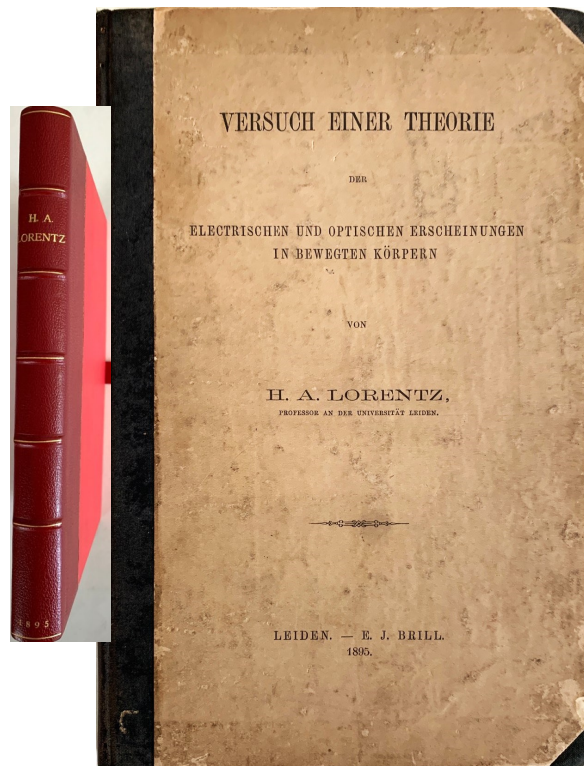 H. A.
LORENTZ
1895
VERSUCH EINER THEORIE
DER
ELECTRISCHEN UND OPTISCHEN ERSCHEINUNGEN
IN BEWEGTEN KÖRPERN
VON
H. A. LORENTZ,
PROFESSOR AN DER UNIVERSITÄT LEIDEN.
LEIDEN. — E. J. BRILL.
1895.